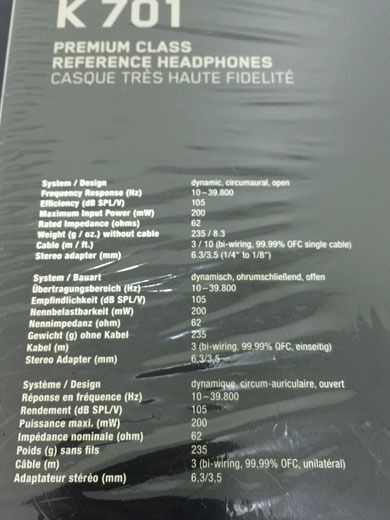 K 701
PREMIUM CLASS
REFERENCE HEADPHONES
CASQUE TRÈS HAUTE FIDELITÉ
System / Design dynamic, circumaural, open
Frequency Response (Hz) 10–39.800
Efficiency (dB SPL/V) 105
Maximum Input Power (mW) 200
Rated Impedance (ohms) 62
Weight (g / oz.) without cable 235 / 8.3
Cable (m / ft.) 3 / 10 (bi-wiring, 99.99% OFC single cable)
Stereo adapter (mm) 6.3/3.5 (1/4" to 1/8")
System / Bauart dynamisch, ohrumschließend, offen
Übertragungsbereich (Hz) 10–39.800
Empfindlichkeit (dB SPL/V) 105
Nennbelastbarkeit (mW) 200
Nennimpedanz (ohm) 62
Gewicht (g) ohne Kabel 235
Kabel (m) 3 (bi-wiring, 99,99% OFC, einseitig)
Stereo Adapter (mm) 6,3/3,5
Système / Design dynamique, circum-auriculaire, ouvert
Réponse en fréquence (Hz) 10–39.800
Rendement (dB SPL/V) 105
Puissance maxi. (mW) 200
Impédance nominale (ohm) 62
Poids (g) sans fils 235
Câble (m) 3 (bi-wiring, 99.99% OFC, unilatéral)
Adaptateur stéréo (mm) 6,3/3,5